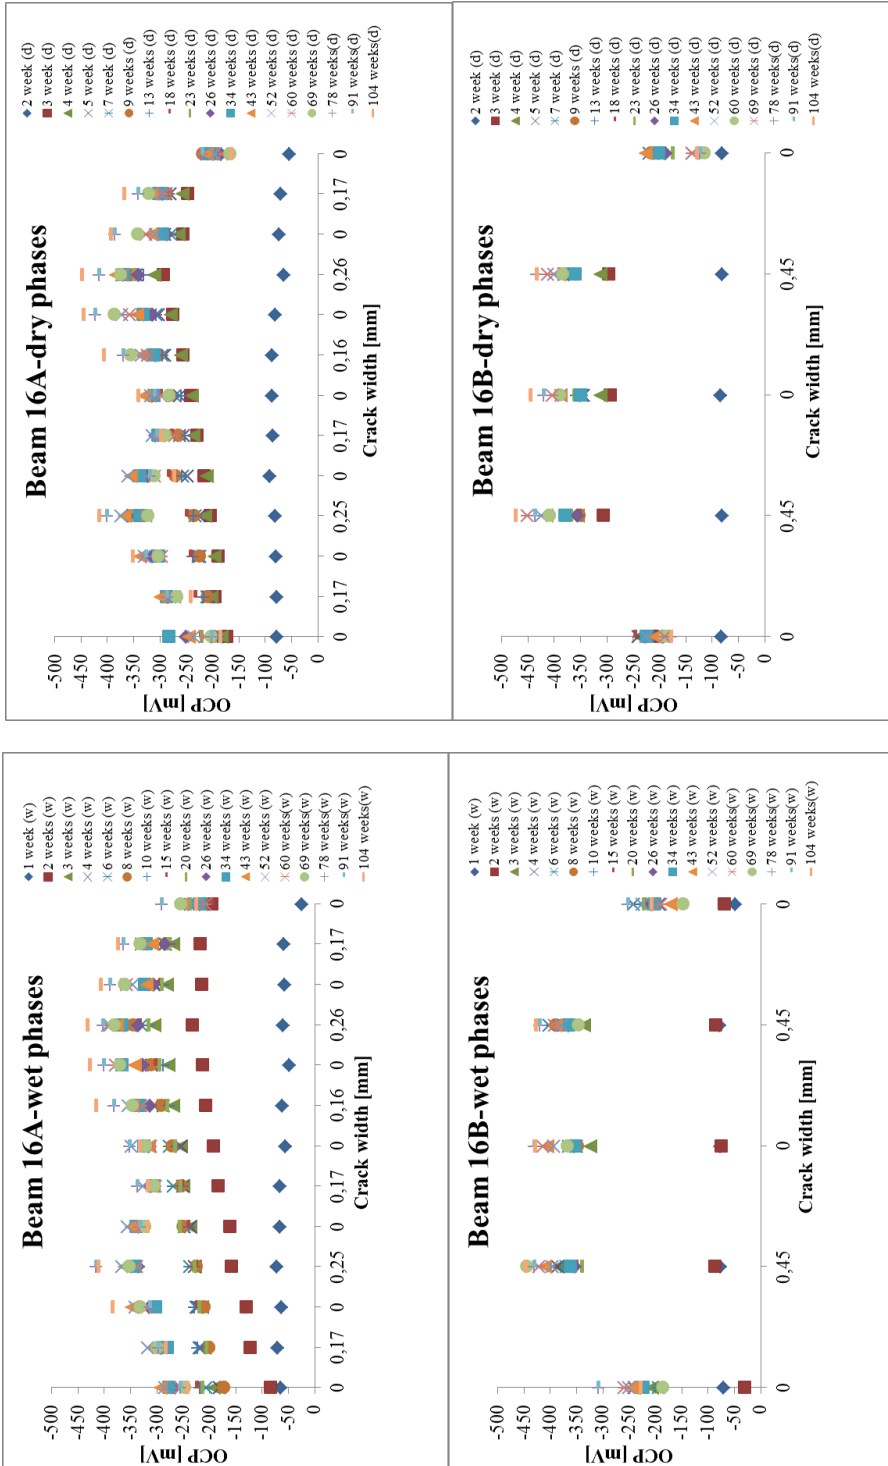 Beam 16A-wet phases
OCP [mV]
-500
-450
-400
-350
-300
-250
-200
-150
-100
-50
0
0 0,17 0 0,25 0 0,17 0 0,16 0 0,26 0 0,17 0
Crack width [mm]
1 week (w)
2 weeks (w)
3 weeks (w)
4 weeks (w)
6 weeks (w)
8 weeks (w)
10 weeks (w)
15 weeks (w)
20 weeks (w)
26 weeks (w)
34 weeks (w)
43 weeks (w)
52 weeks (w)
60 weeks(w)
69 weeks (w)
78 weeks (w)
91 weeks(w)
104 weeks(w)
Beam 16A-dry phases
OCP [mV]
-500
-450
-400
-350
-300
-250
-200
-150
-100
-50
0
0 0,17 0 0,25 0 0,17 0 0,16 0 0,26 0 0,17 0
Crack width [mm]
2 week (d)
3 week (d)
4 week (d)
5 week (d)
7 week (d)
9 weeks (d)
13 weeks (d)
18 weeks (d)
23 weeks (d)
26 weeks (d)
34 weeks (d)
43 weeks (d)
52 weeks (d)
60 weeks (d)
69 weeks (d)
78 weeks(d)
91 weeks(d)
104 weeks(d)
Beam 16B-wet phases
OCP [mV]
-500
-450
-400
-350
-300
-250
-200
-150
-100
-50
0
0 0,45 0 0,45 0
Crack width [mm]
1 week (w)
2 weeks (w)
3 weeks (w)
4 weeks (w)
6 weeks (w)
8 weeks (w)
10 weeks (w)
15 weeks (w)
20 weeks (w)
26 weeks (w)
34 weeks (w)
43 weeks (w)
52 weeks (w)
60 weeks(w)
69 weeks (w)
78 weeks(w)
91 weeks(w)
104 weeks(w)
Beam 16B-dry phases
OCP [mV]
-500
-450
-400
-350
-300
-250
-200
-150
-100
-50
0
0 0,45 0 0,45 0
Crack width [mm]
2 week (d)
3 week (d)
4 week (d)
5 week (d)
7 week (d)
9 weeks (d)
13 weeks (d)
18 weeks (d)
23 weeks (d)
26 weeks (d)
34 weeks (d)
43 weeks (d)
52 weeks (d)
60 weeks (d)
69 weeks (d)
78 weeks(d)
91 weeks(d)
104 weeks(d)